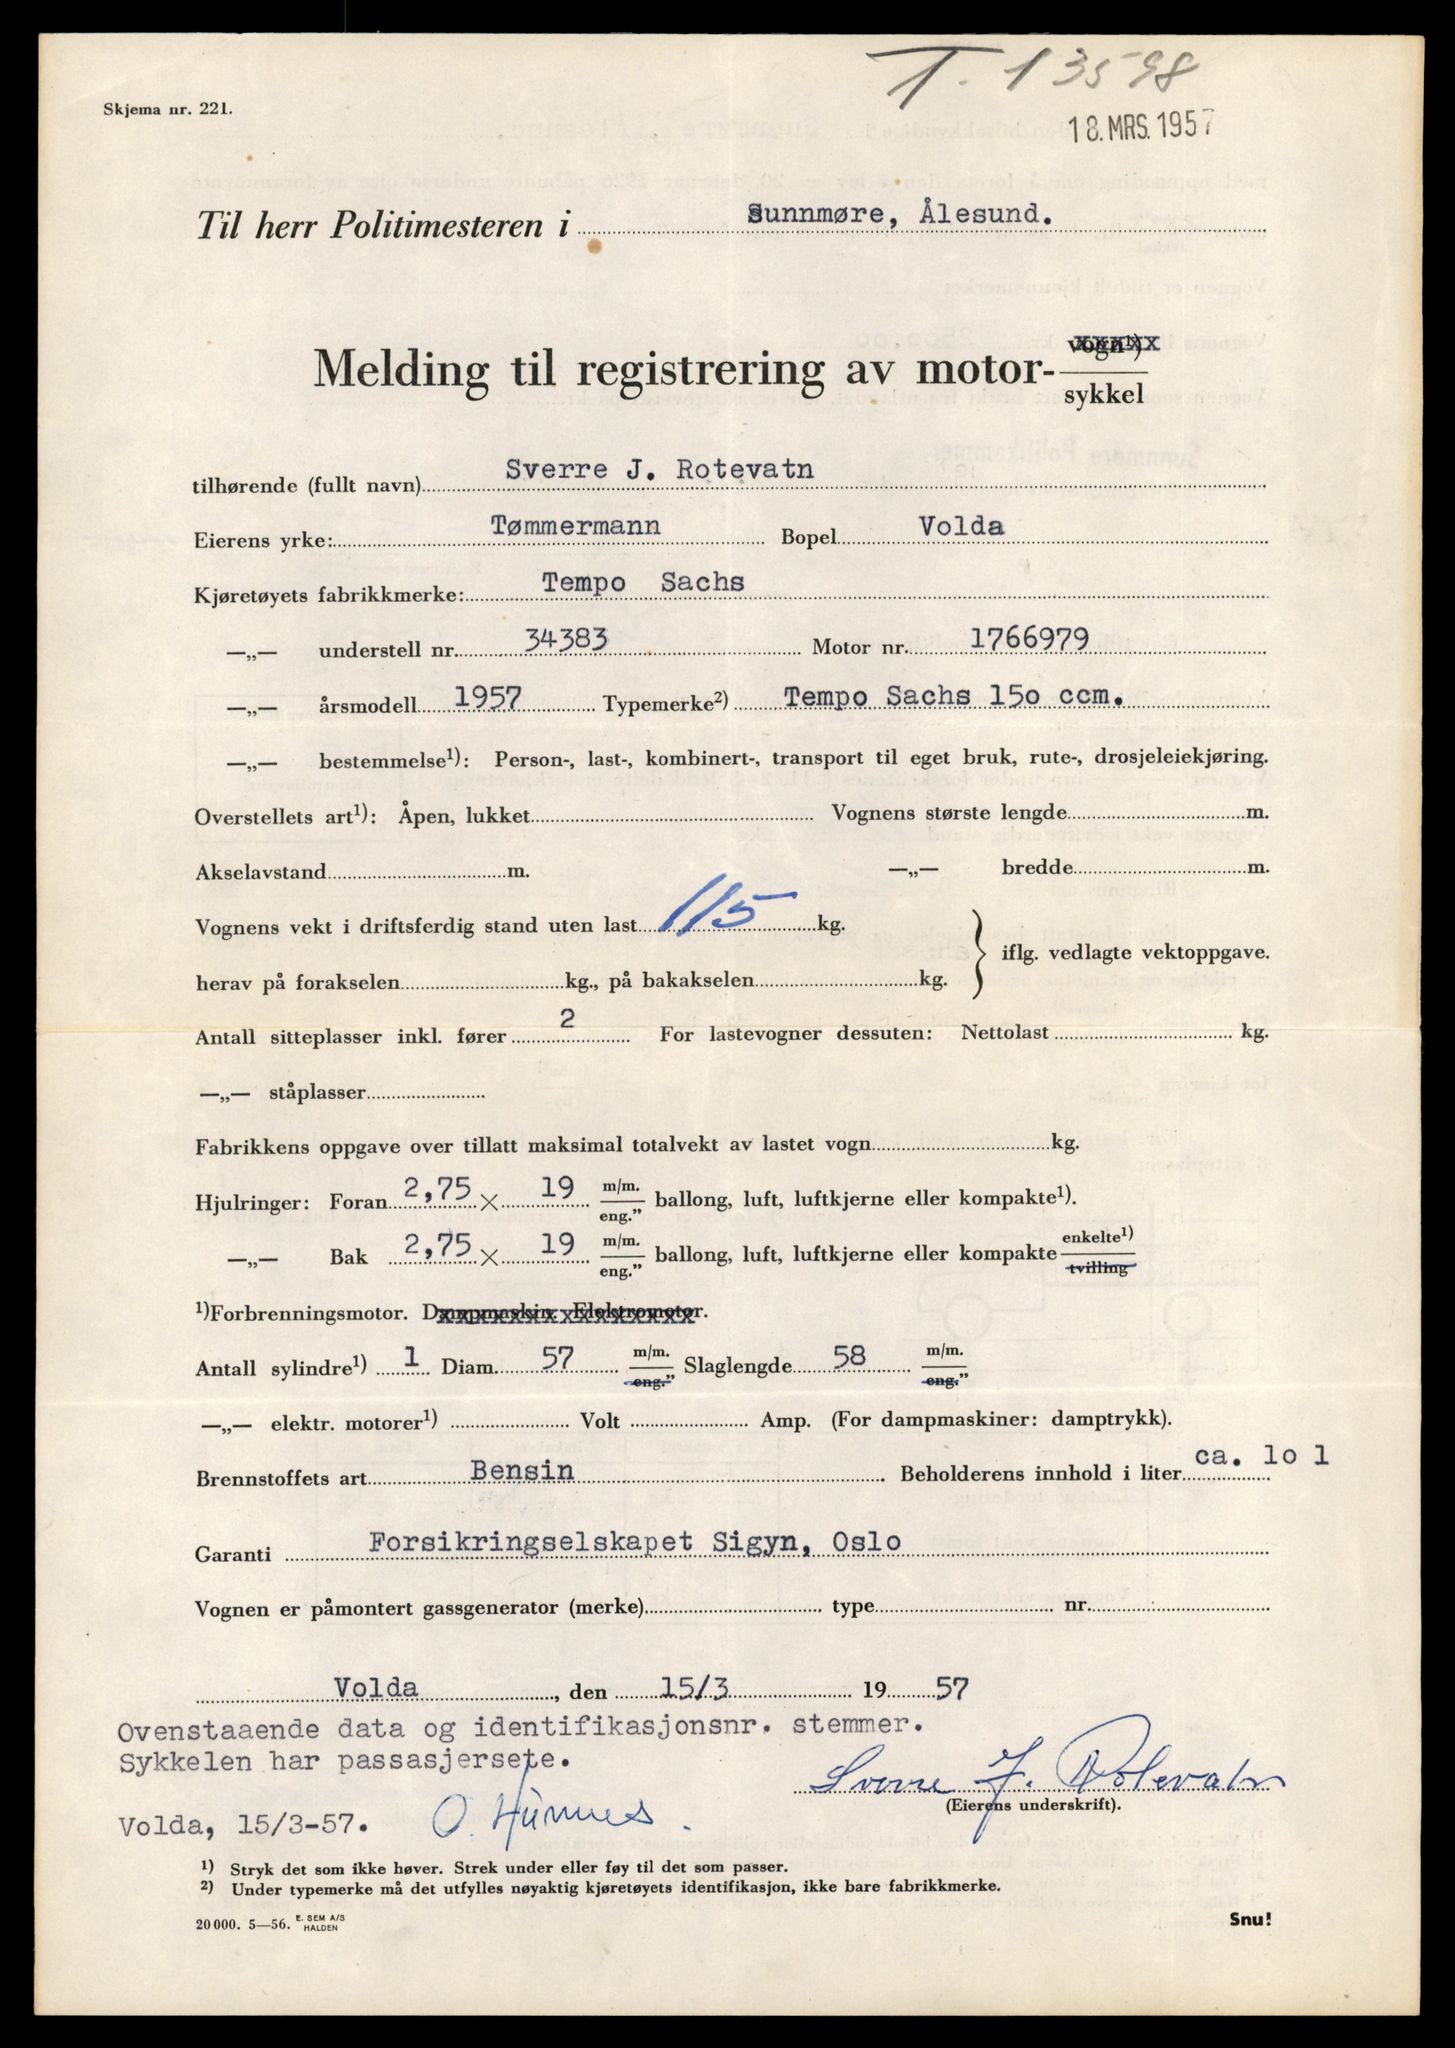 T. 13598
Skjema nr. 221.
18. MRS. 1957
Til herr Politimesteren i Sunnmøre, Ålesund.
Melding til registrering av motor- vogn¹) sykkel
tilhørende (fullt navn) Sverre J. Rotevatn
Eierens yrke: Tømmermann Bopel Volda
Kjøretøyets fabrikkmerke: Tempo Sachs
—„— understell nr. 34383 Motor nr. 1766979
—„— årsmodell 1957 Typemerke²) Tempo Sachs 15o ccm.
—„— bestemmelse¹): Person-, last-, kombinert-, transport til eget bruk, rute-, drosjeleiekjøring.
Overstellets art¹): Åpen, lukket Vognens største lengde m.
Akselavstand m. —„— bredde m.
Vognens vekt i driftsferdig stand uten last 115 kg.
iflg. vedlagte vektoppgave.
herav på forakselen kg., på bakakselen kg.
Antall sitteplasser inkl. fører 2 For lastevogner dessuten: Nettolast kg.
—„— ståplasser
Fabrikkens oppgave over tillatt maksimal totalvekt av lastet vogn kg.
Hjulringer: Foran 2,75 × 19 m/m. eng.” ballong, luft, luftkjerne eller kompakte¹).
—„— Bak 2,75 × 19 m/m. eng.” ballong, luft, luftkjerne eller kompakte enkelte¹) tvilling
¹)Forbrenningsmotor. Dampmaskin. Elektromotor.
Antall sylindre¹) 1 Diam. 57 m/m. eng.” Slaglengde 58 m/m. eng.”
—„— elektr. motorer¹) Volt Amp. (For dampmaskiner: damptrykk).
Brennstoffets art Bensin Beholderens innhold i liter ca. 1o l
Garanti Forsikringselskapet Sigyn, Oslo
Vognen er påmontert gassgenerator (merke) type nr.
Volda, den 15/3 19 57
Ovenstaaende data og identifikasjonsnr. stemmer.
Sykkelen har passasjersete.
Sverre J. Rotevatn
(Eierens underskrift).
Volda, 15/3-57. O. Humnes.
¹) Stryk det som ikke høver. Strek under eller føy til det som passer.
²) Under typemerke må det utfylles nøyaktig kjøretøyets identifikasjon, ikke bare fabrikkmerke.
20000. 5—56. E. SEM A/S HALDEN
Snu!